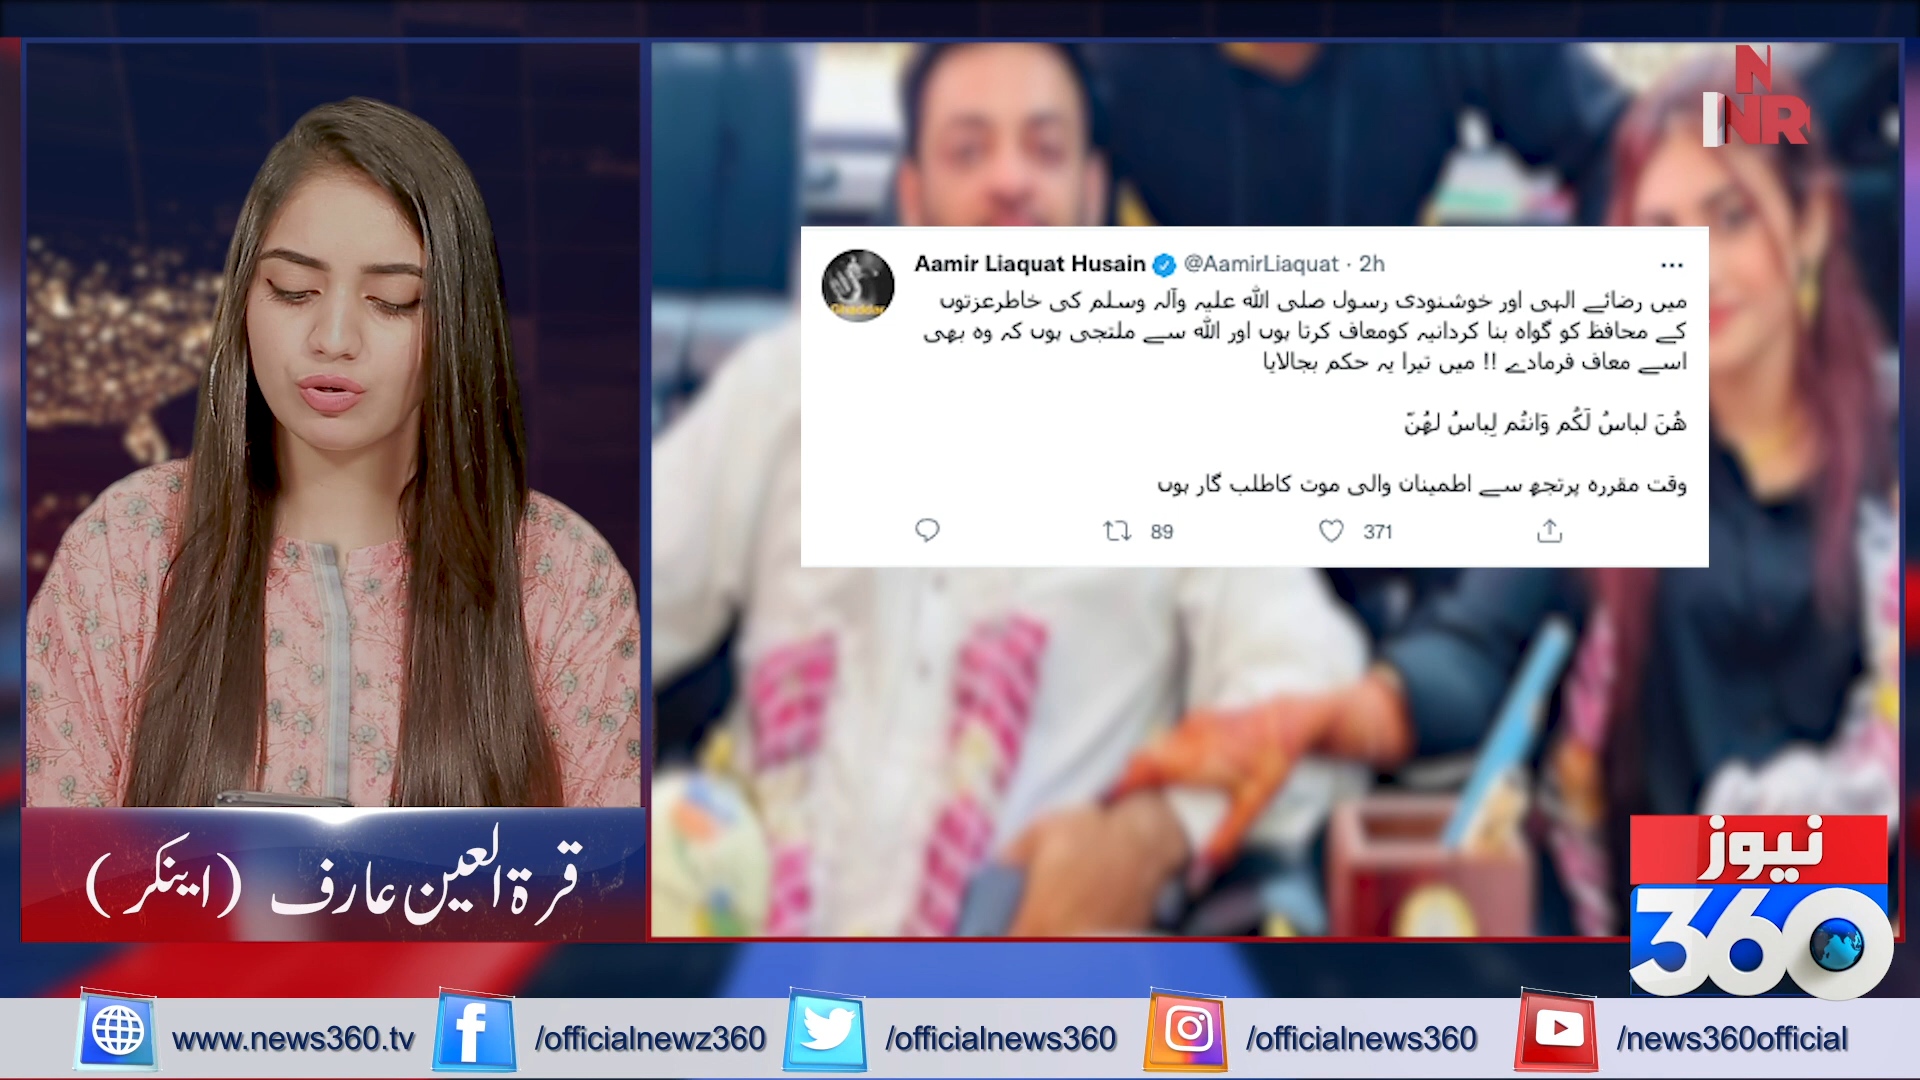 N
NR
Aamir Liaquat Husain @AamirLiaquat · 2h
میں رضائے الہی اور خوشنودی رسول صلی اللہ علیہ وآلہ وسلم کی خاطرعزتوں
کے محافظ کو گواہ بنا کردانیہ کومعاف کرتا ہوں اور اللہ سے ملتجی ہوں کہ وہ بھی
اسے معاف فرمادے !! میں تیرا یہ حکم بجالایا
ھُنَ لباسُ لَکُم وَانتُم لِباسُ لھُنّ
وقت مقررہ پرتجھ سے اطمینان والی موت کاطلب گار ہوں
89 371
قرۃ العین عارف (اینکر)
نیوز
360
www.news360.tv /officialnewz360 /officialnews360 /officialnews360 /news360official